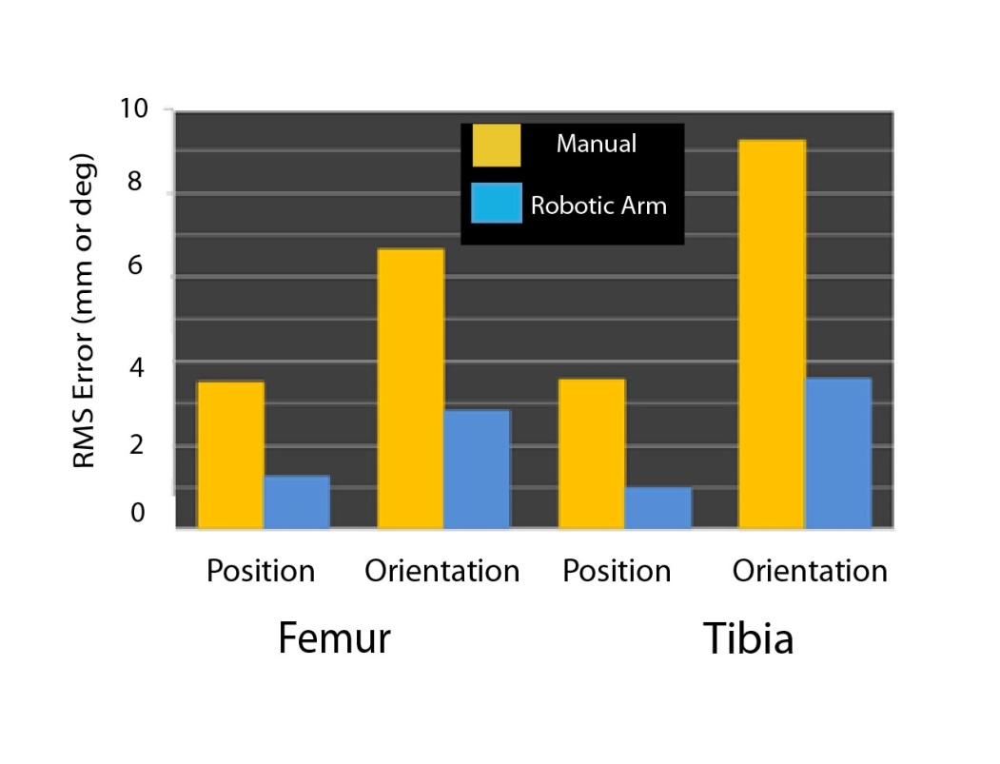 RMS Error (mm or deg)
10
8
6
4
2
0
Manual
Robotic Arm
Position
Orientation
Position
Orientation
Femur
Tibia